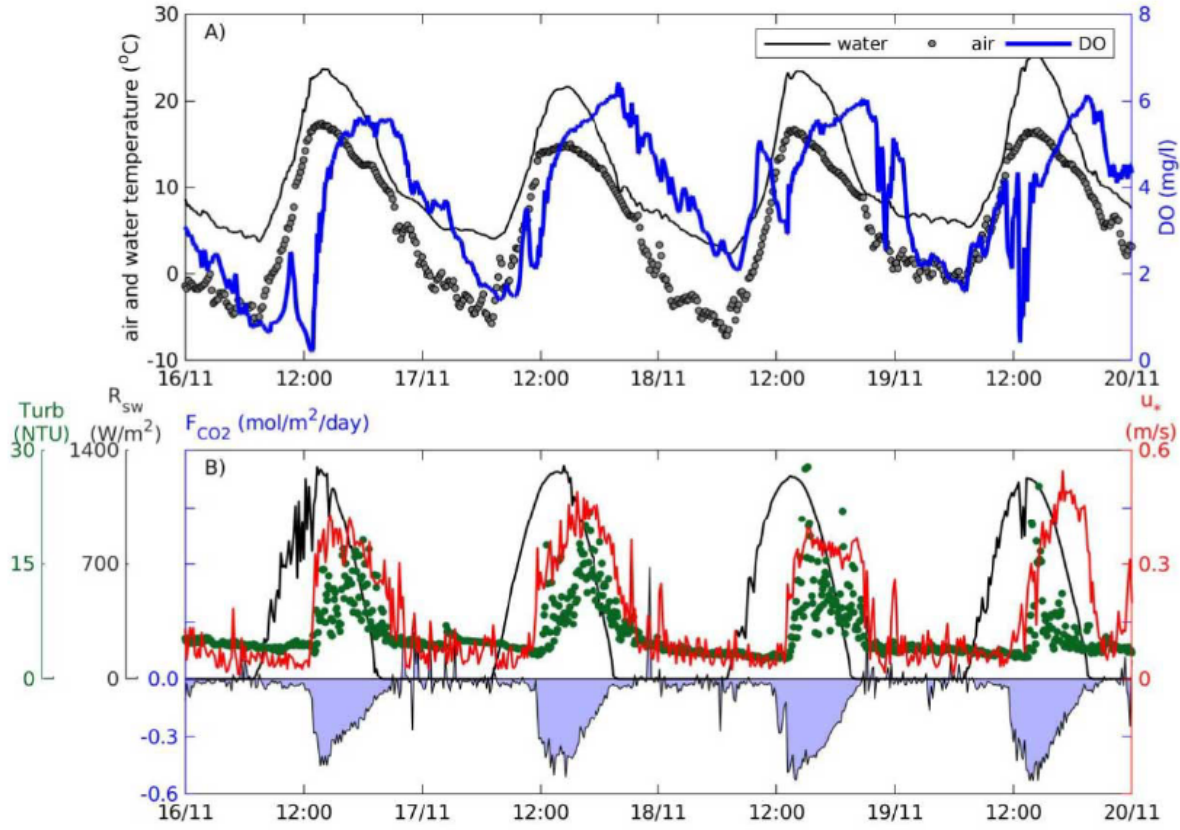 A)
water air DO
30
20
10
0
-10
air and water temperature (°C)
8
6
4
2
0
DO (mg/l)
16/11 12:00 17/11 12:00 18/11 12:00 19/11 12:00 20/11
Turb
(NTU)
R_sw
(W/m²)
F_CO2 (mol/m²/day)
u_*
(m/s)
B)
30
15
0
1400
700
0
0.0
-0.3
-0.6
0.6
0.3
0
16/11 12:00 17/11 12:00 18/11 12:00 19/11 12:00 20/11